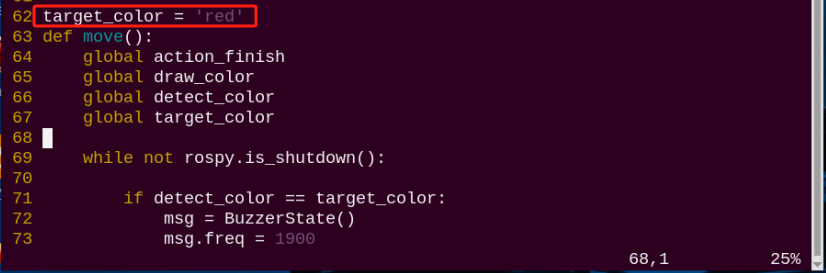 62 target_color = 'red'
63 def move():
64     global action_finish
65     global draw_color
66     global detect_color
67     global target_color
68
69     while not rospy.is_shutdown():
70
71         if detect_color == target_color:
72             msg = BuzzerState()
73             msg.freq = 1900
68,1 25%